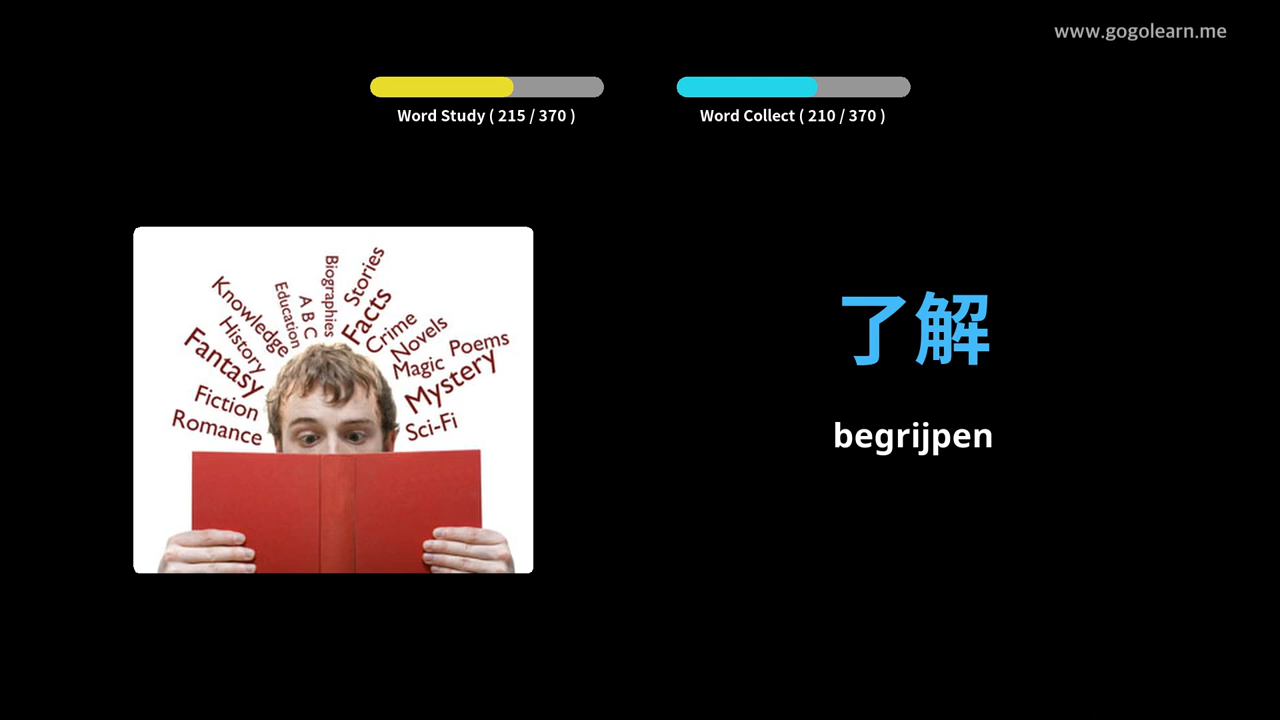 www.gogolearn.me
Word Study ( 215 / 370 )
Word Collect ( 210 / 370 )
Biographies
Stories
Education
A B C
Facts
Knowledge
History
Crime
Novels
Fantasy
Magic
Poems
Mystery
Fiction
Romance
Sci-Fi
了解
begrijpen